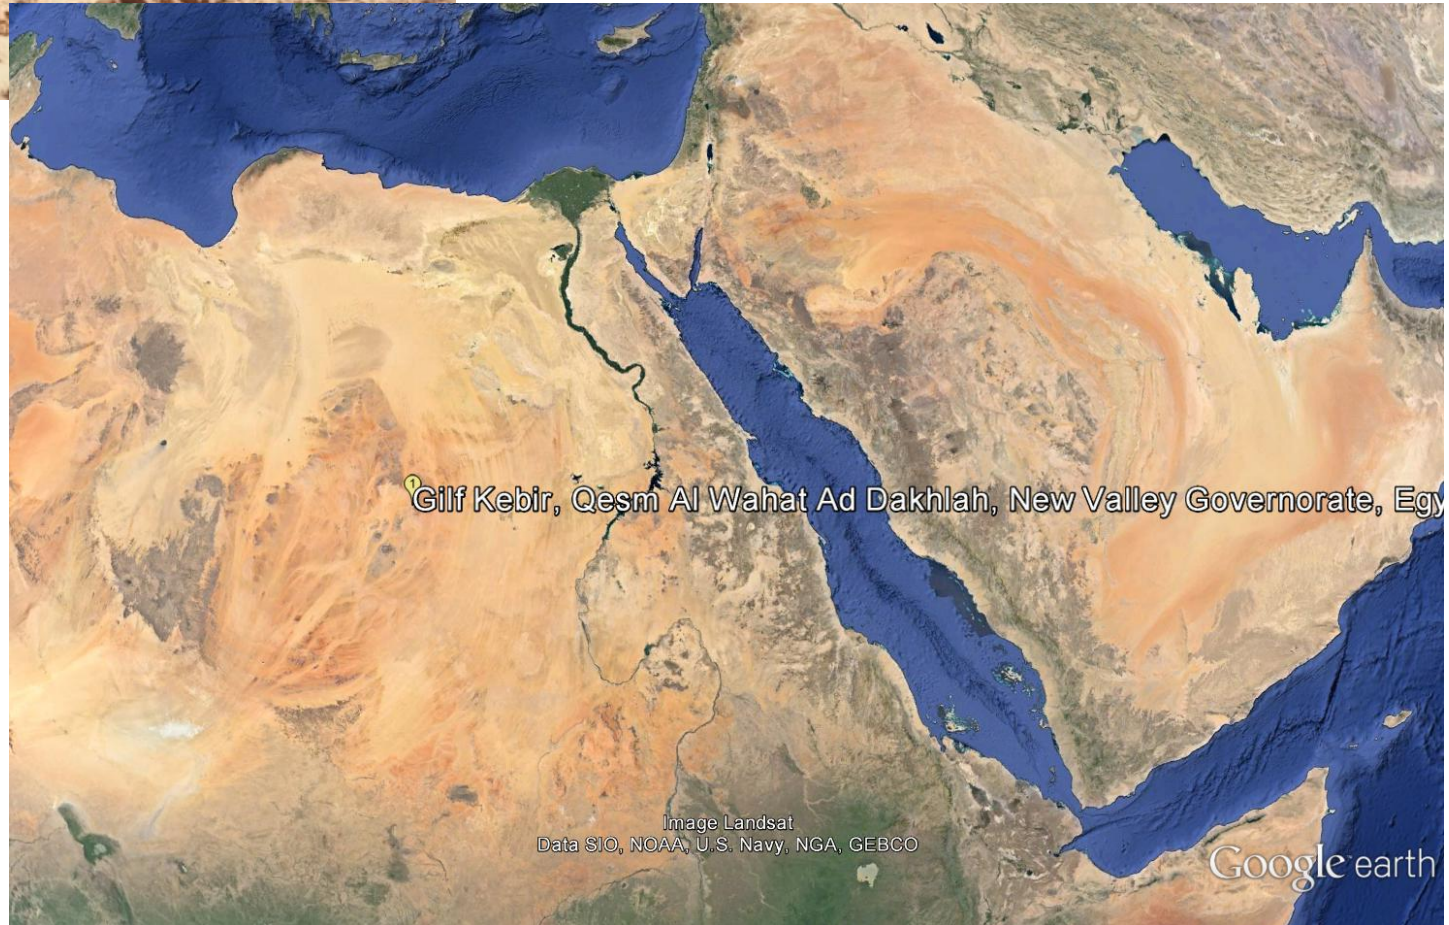 1
Gilf Kebir, Qesm Al Wahat Ad Dakhlah, New Valley Governorate, Egy
Image Landsat
Data SIO, NOAA, U.S. Navy, NGA, GEBCO
Google earth